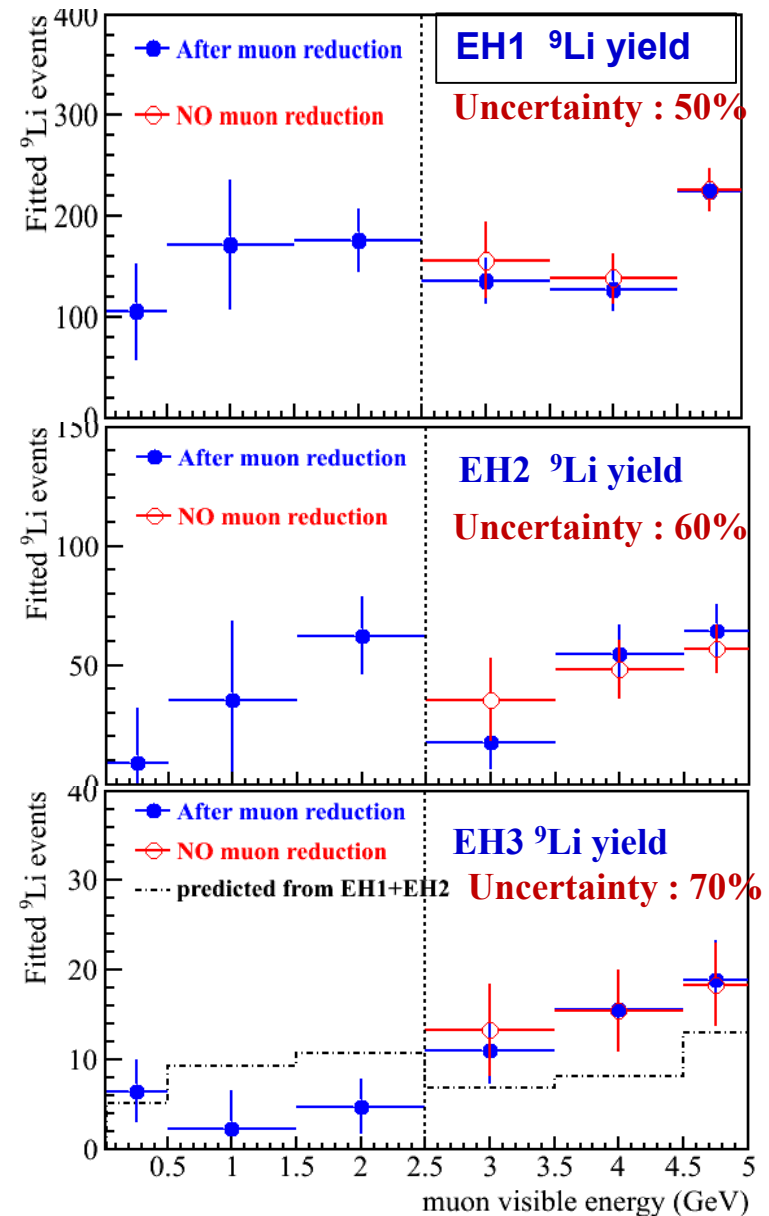 400
300
200
100
0
Fitted ⁹Li events
After muon reduction
NO muon reduction
EH1 ⁹Li yield
Uncertainty : 50%
150
100
50
0
Fitted ⁹Li events
After muon reduction
NO muon reduction
EH2 ⁹Li yield
Uncertainty : 60%
40
30
20
10
0
Fitted ⁹Li events
After muon reduction
NO muon reduction
predicted from EH1+EH2
EH3 ⁹Li yield
Uncertainty : 70%
0.5 1 1.5 2 2.5 3 3.5 4 4.5 5
muon visible energy (GeV)